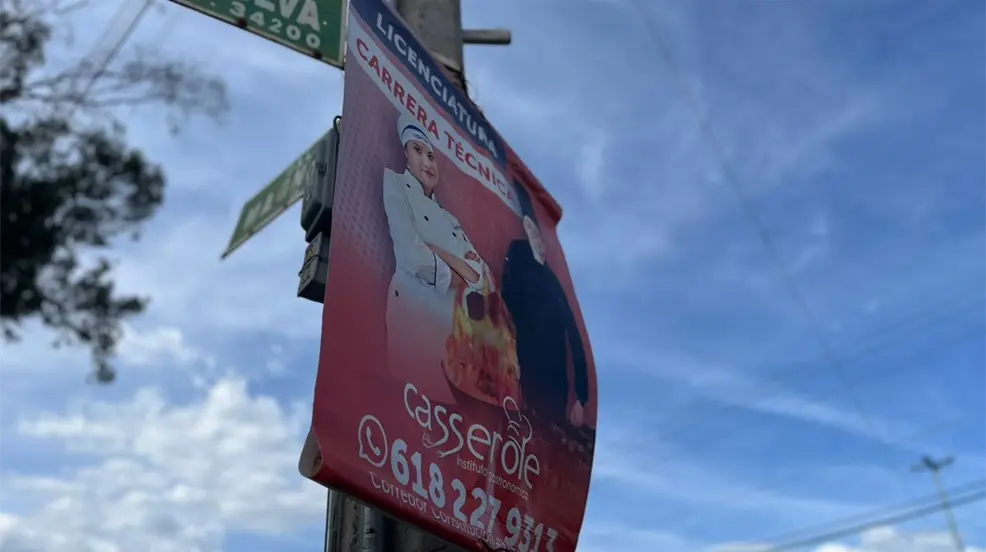 34200
LICENCIATURA
CARRERA TÉCNICA
casserole
instituto gastronómico
618 227 9313